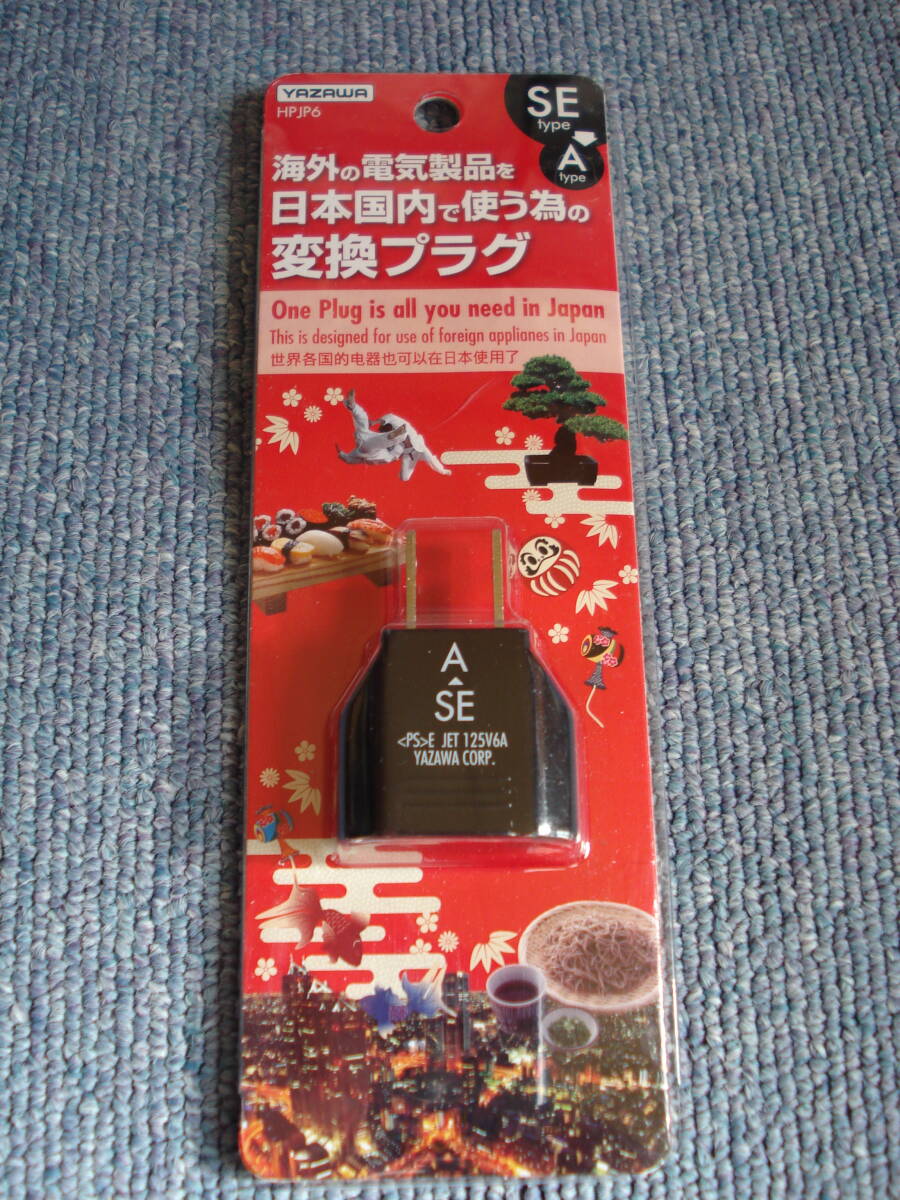 YAZAWA
HPJP6
SE
type
A
type
海外の電気製品を
日本国内で使う為の
変換プラグ
One Plug is all you need in Japan
This is designed for use of foreign applianes in Japan
世界各国的电器也可以在日本使用了
A
SE
<PS>E JET 125V6A
YAZAWA CORP.